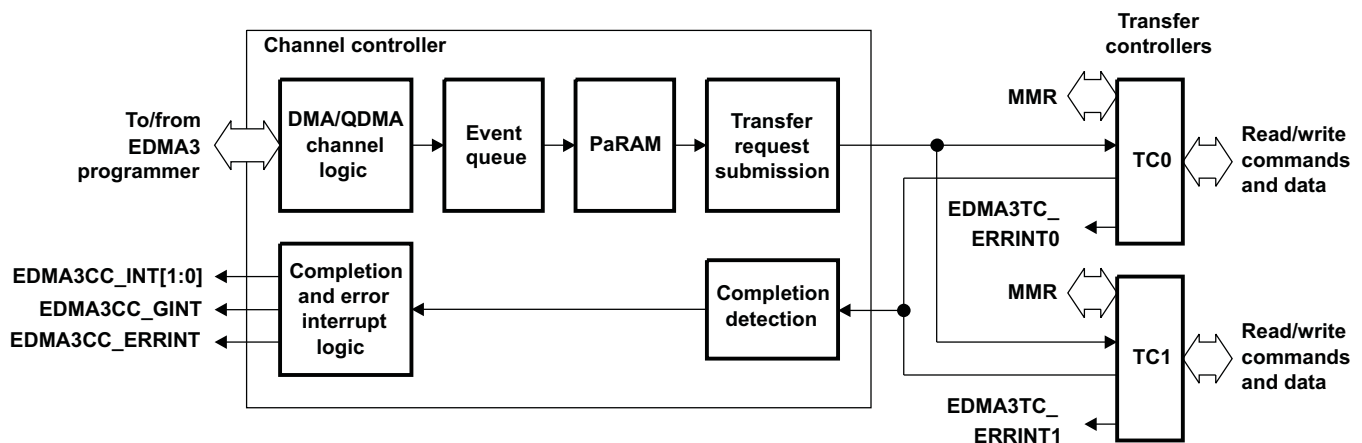 Channel controller
Transfer
controllers
To/from
EDMA3
programmer
DMA/QDMA
channel
logic
Event
queue
PaRAM
Transfer
request
submission
MMR
TC0
Read/write
commands
and data
EDMA3TC_
ERRINT0
EDMA3CC_INT[1:0]
EDMA3CC_GINT
EDMA3CC_ERRINT
Completion
and error
interrupt
logic
Completion
detection
MMR
TC1
Read/write
commands
and data
EDMA3TC_
ERRINT1